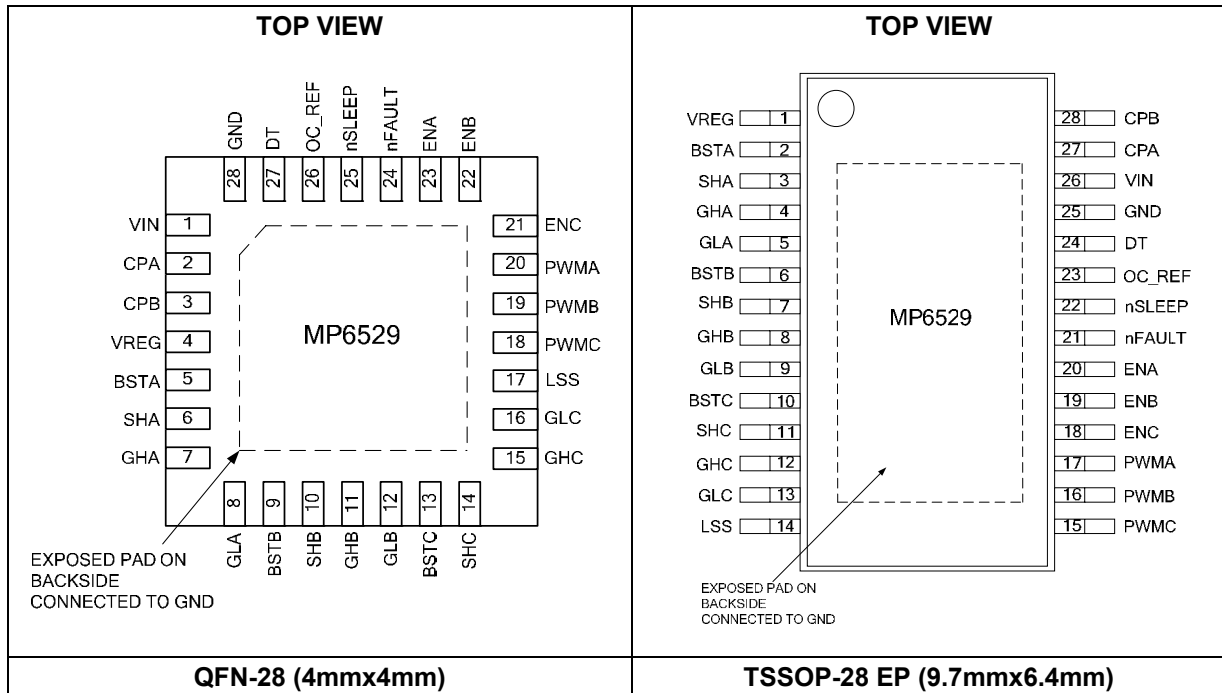 TOP VIEW
GND
DT
OC_REF
nSLEEP
nFAULT
ENA
ENB
28
27
26
25
24
23
22
VIN 1
CPA 2
CPB 3
VREG 4
BSTA 5
SHA 6
GHA 7
21 ENC
20 PWMA
19 PWMB
18 PWMC
17 LSS
16 GLC
15 GHC
MP6529
8
9
10
11
12
13
14
GLA
BSTB
SHB
GHB
GLB
BSTC
SHC
EXPOSED PAD ON
BACKSIDE
CONNECTED TO GND
QFN-28 (4mmx4mm)
TOP VIEW
VREG 1
BSTA 2
SHA 3
GHA 4
GLA 5
BSTB 6
SHB 7
GHB 8
GLB 9
BSTC 10
SHC 11
GHC 12
GLC 13
LSS 14
MP6529
28 CPB
27 CPA
26 VIN
25 GND
24 DT
23 OC_REF
22 nSLEEP
21 nFAULT
20 ENA
19 ENB
18 ENC
17 PWMA
16 PWMB
15 PWMC
EXPOSED PAD ON
BACKSIDE
CONNECTED TO GND
TSSOP-28 EP (9.7mmx6.4mm)